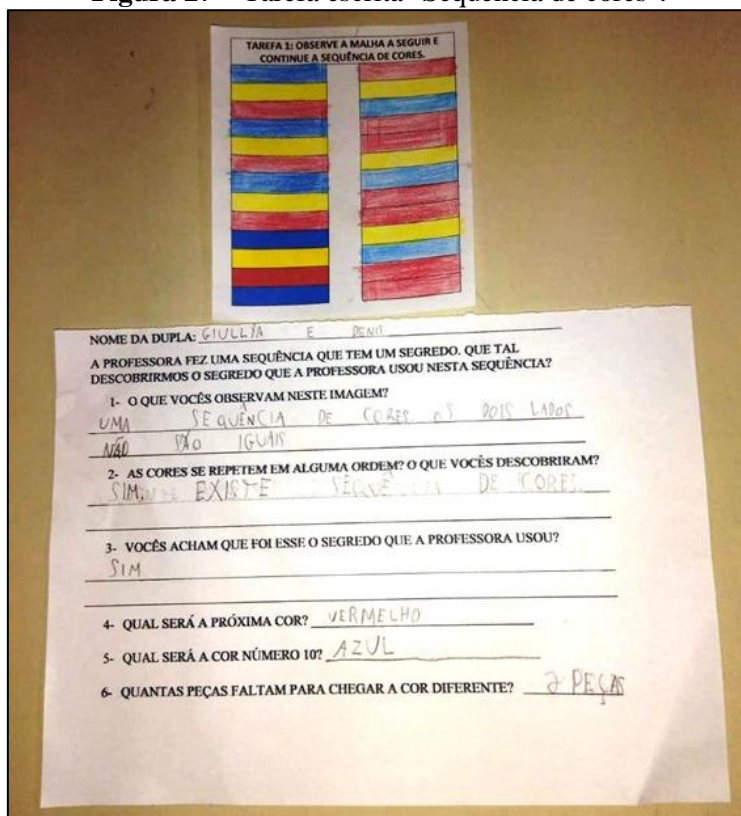 Figura 27 – Tarefa escrita "Sequência de cores".
TAREFA 1: OBSERVE A MALHA A SEGUIR E
CONTINUE A SEQUÊNCIA DE CORES.
NOME DA DUPLA: GIULLYA E DENIS
A PROFESSORA FEZ UMA SEQUÊNCIA QUE TEM UM SEGREDO. QUE TAL
DESCOBRIRMOS O SEGREDO QUE A PROFESSORA USOU NESTA SEQUÊNCIA?
1- O QUE VOCÊS OBSERVAM NESTE IMAGEM?
UMA SEQUÊNCIA DE CORES OS DOIS LADOS
NÃO SÃO IGUAIS
2- AS CORES SE REPETEM EM ALGUMA ORDEM? O QUE VOCÊS DESCOBRIRAM?
SIM, EXISTE SEQUÊNCIA DE CORES
3- VOCÊS ACHAM QUE FOI ESSE O SEGREDO QUE A PROFESSORA USOU?
SIM
4- QUAL SERÁ A PRÓXIMA COR? VERMELHO
5- QUAL SERÁ A COR NÚMERO 10? AZUL
6- QUANTAS PEÇAS FALTAM PARA CHEGAR A COR DIFERENTE? 2 PEÇAS